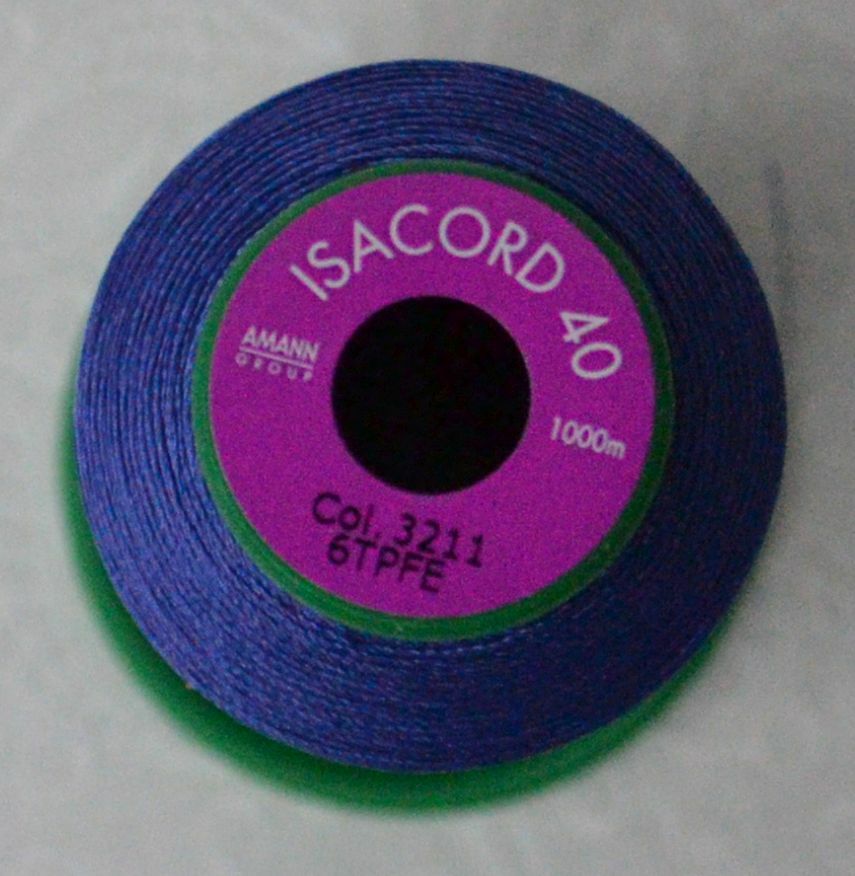 ISACORD 40
AMANN
GROUP
1000m
Col. 3211
6TPFE